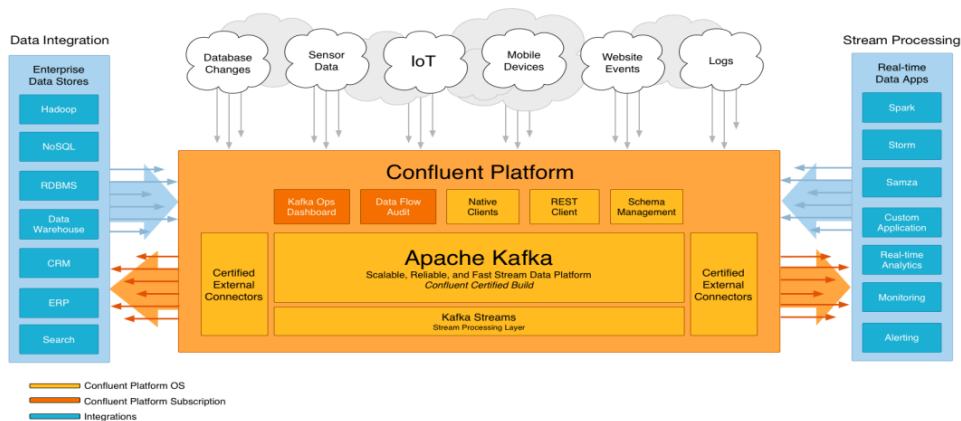 Data Integration
Stream Processing
Database
Changes
Sensor
Data
IoT
Mobile
Devices
Website
Events
Logs
Enterprise
Data Stores
Hadoop
NoSQL
RDBMS
Data
Warehouse
CRM
ERP
Search
Confluent Platform
Kafka Ops
Dashboard
Data Flow
Audit
Native
Clients
REST
Client
Schema
Management
Certified
External
Connectors
Apache Kafka
Scalable, Reliable, and Fast Stream Data Platform
Confluent Certified Build
Kafka Streams
Stream Processing Layer
Certified
External
Connectors
Real-time
Data Apps
Spark
Storm
Samza
Custom
Application
Real-time
Analytics
Monitoring
Alerting
Confluent Platform OS
Confluent Platform Subscription
Integrations